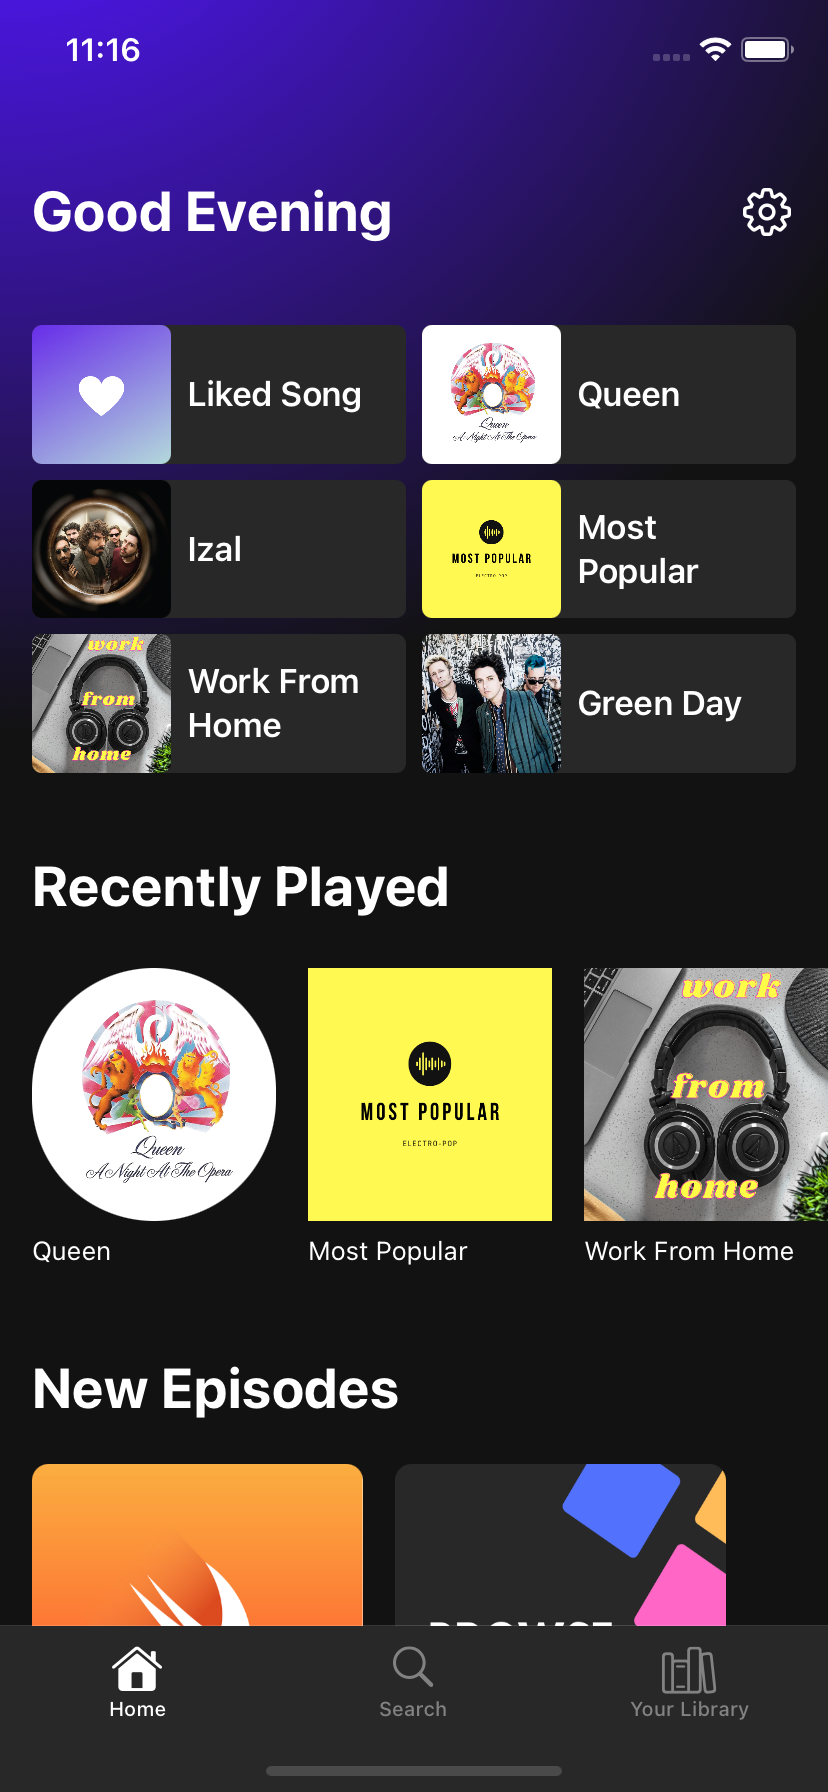 11:16
Good Evening
Liked Song
Queen
A Night At The Opera
Queen
Izal
MOST POPULAR
ELECTRO-POP
Most
Popular
work
from
home
Work From
Home
Green Day
Recently Played
Queen
A Night At The Opera
MOST POPULAR
ELECTRO-POP
work
from
home
Queen
Most Popular
Work From Home
New Episodes
Home
Search
Your Library